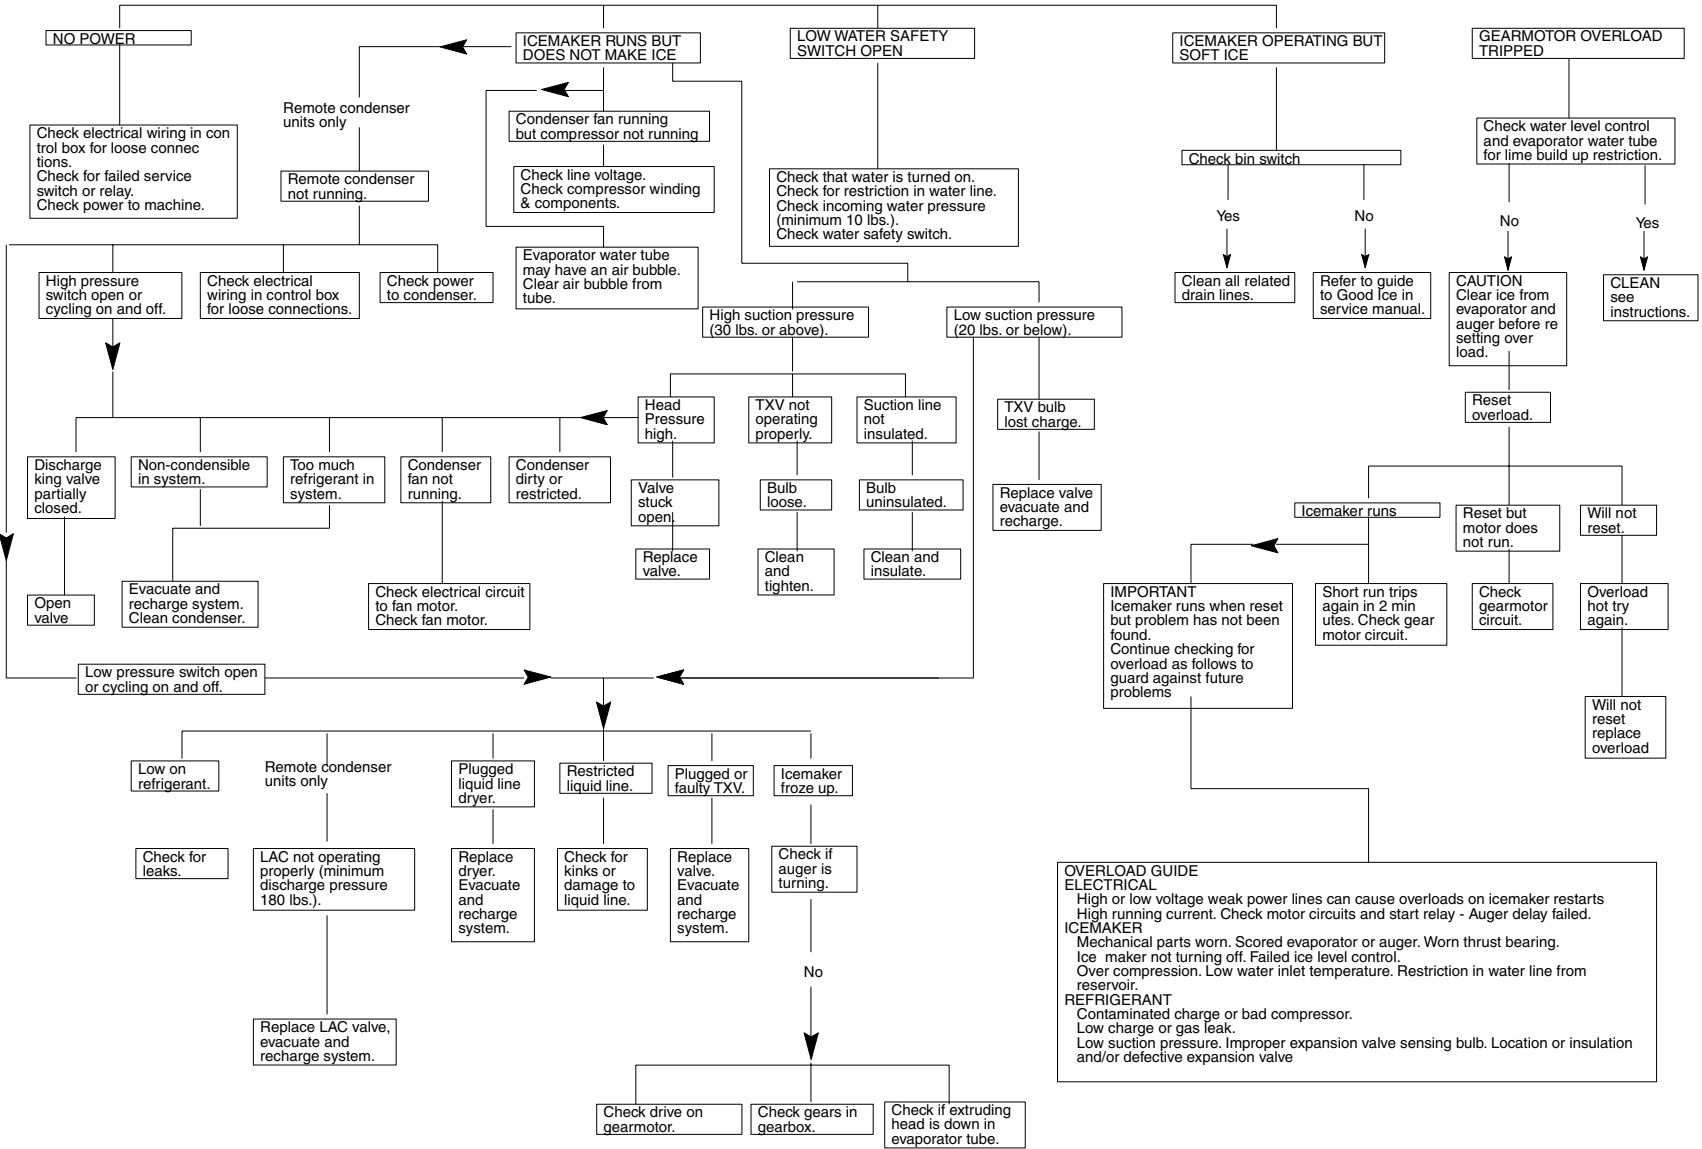 NO POWER
ICEMAKER RUNS BUT
DOES NOT MAKE ICE
LOW WATER SAFETY
SWITCH OPEN
ICEMAKER OPERATING BUT
SOFT ICE
GEARMOTOR OVERLOAD
TRIPPED
Remote condenser
units only
Check electrical wiring in con
trol box for loose connec
tions.
Check for failed service
switch or relay.
Check power to machine.
Remote condenser
not running.
Condenser fan running
but compressor not running
Check line voltage.
Check compressor winding
& components.
Check that water is turned on.
Check for restriction in water line.
Check incoming water pressure
(minimum 10 lbs.).
Check water safety switch.
Check bin switch
Yes
No
Check water level control
and evaporator water tube
for lime build up restriction.
No
Yes
High pressure
switch open or
cycling on and off.
Check electrical
wiring in control box
for loose connections.
Check power
to condenser.
Evaporator water tube
may have an air bubble.
Clear air bubble from
tube.
Clean all related
drain lines.
Refer to guide
to Good Ice in
service manual.
CAUTION
Clear ice from
evaporator and
auger before re
setting over
load.
CLEAN
see
instructions.
High suction pressure
(30 lbs. or above).
Low suction pressure
(20 lbs. or below).
Head
Pressure
high.
TXV not
operating
properly.
Suction line
not
insulated.
TXV bulb
lost charge.
Reset
overload.
Discharge
king valve
partially
closed.
Non-condensible
in system.
Too much
refrigerant in
system.
Condenser
fan not
running.
Condenser
dirty or
restricted.
Valve
stuck
open.
Bulb
loose.
Bulb
uninsulated.
Replace valve
evacuate and
recharge.
Icemaker runs
Reset but
motor does
not run.
Will not
reset.
Replace
valve.
Clean
and
tighten.
Clean and
insulate.
Open
valve
Evacuate and
recharge system.
Clean condenser.
Check electrical circuit
to fan motor.
Check fan motor.
IMPORTANT
Icemaker runs when reset
but problem has not been
found.
Continue checking for
overload as follows to
guard against future
problems
Short run trips
again in 2 min
utes. Check gear
motor circuit.
Check
gearmotor
circuit.
Overload
hot try
again.
Low pressure switch open
or cycling on and off.
Will not
reset
replace
overload
Low on
refrigerant.
Remote condenser
units only
Plugged
liquid line
dryer.
Restricted
liquid line.
Plugged or
faulty TXV.
Icemaker
froze up.
Check for
leaks.
LAC not operating
properly (minimum
discharge pressure
180 lbs.).
Replace
dryer.
Evacuate
and
recharge
system.
Check for
kinks or
damage to
liquid line.
Replace
valve.
Evacuate
and
recharge
system.
Check if
auger is
turning.
No
Replace LAC valve,
evacuate and
recharge system.
Check drive on
gearmotor.
Check gears in
gearbox.
Check if extruding
head is down in
evaporator tube.
OVERLOAD GUIDE
ELECTRICAL
High or low voltage weak power lines can cause overloads on icemaker restarts
High running current. Check motor circuits and start relay - Auger delay failed.
ICEMAKER
Mechanical parts worn. Scored evaporator or auger. Worn thrust bearing.
Ice maker not turning off. Failed ice level control.
Over compression. Low water inlet temperature. Restriction in water line from
reservoir.
REFRIGERANT
Contaminated charge or bad compressor.
Low charge or gas leak.
Low suction pressure. Improper expansion valve sensing bulb. Location or insulation
and/or defective expansion valve